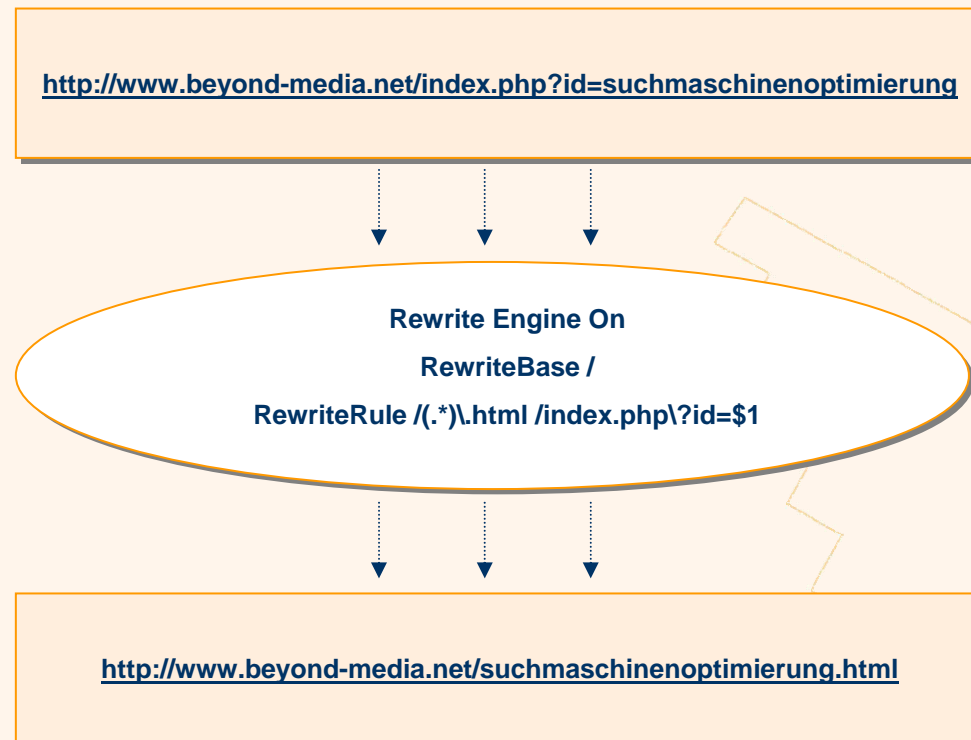 http://www.beyond-media.net/index.php?id=suchmaschinenoptimierung
Rewrite Engine On
RewriteBase /
RewriteRule /(.*)\.html /index.php\?id=$1
http://www.beyond-media.net/suchmaschinenoptimierung.html